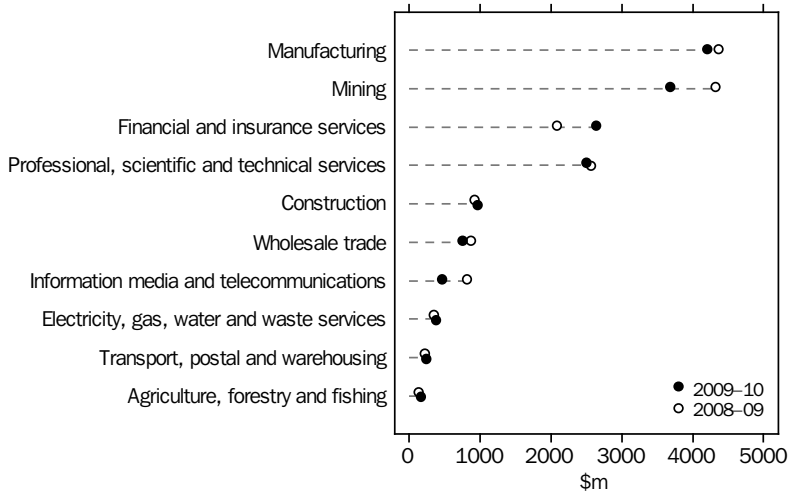 Manufacturing
Mining
Financial and insurance services
Professional, scientific and technical services
Construction
Wholesale trade
Information media and telecommunications
Electricity, gas, water and waste services
Transport, postal and warehousing
Agriculture, forestry and fishing
2009–10
2008–09
0 1000 2000 3000 4000 5000
$m